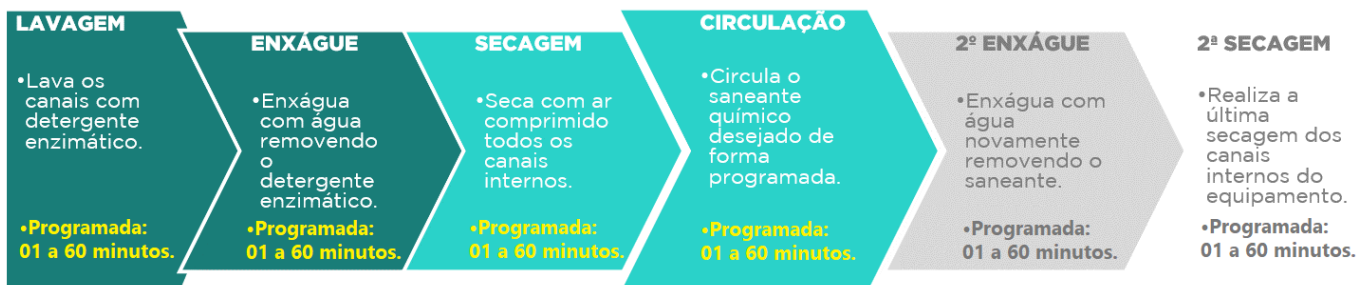 LAVAGEM
•Lava os
canais com
detergente
enzimático.
•Programada:
01 a 60 minutos.
ENXÁGUE
•Enxágua
com água
removendo
o
detergente
enzimático.
•Programada:
01 a 60 minutos.
SECAGEM
•Seca com ar
comprimido
todos os
canais
internos.
•Programada:
01 a 60 minutos.
CIRCULAÇÃO
•Circula o
saneante
químico
desejado de
forma
programada.
•Programada:
01 a 60 minutos.
2º ENXÁGUE
•Enxágua com
água
novamente
removendo o
saneante.
•Programada:
01 a 60 minutos.
2ª SECAGEM
•Realiza a
última
secagem dos
canais
internos do
equipamento.
•Programada:
01 a 60 minutos.